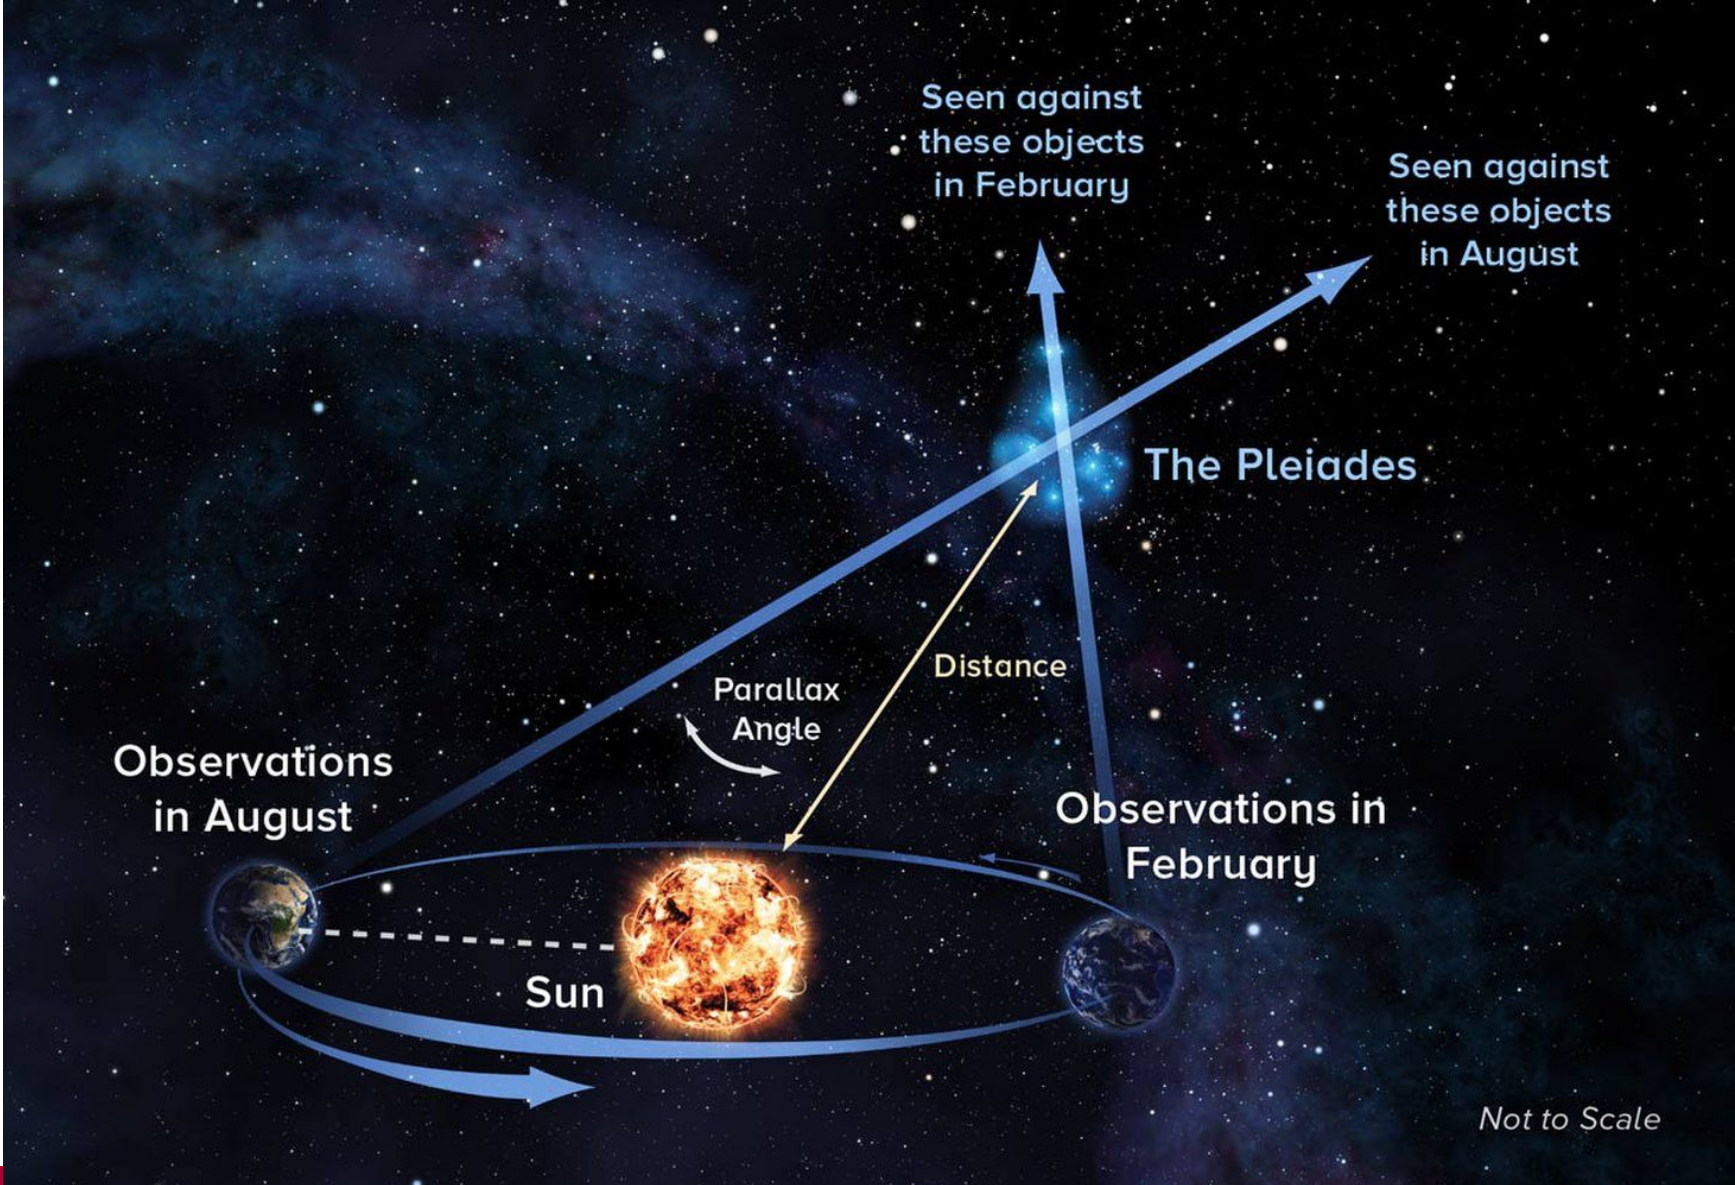 Seen against
these objects
in February
Seen against
these objects
in August
The Pleiades
Distance
Parallax
Angle
Observations
in August
Observations in
February
Sun
Not to Scale